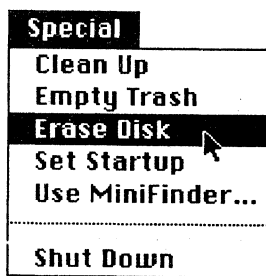 Special
Clean Up
Empty Trash
Erase Disk
Set Startup
Use MiniFinder...
Shut Down